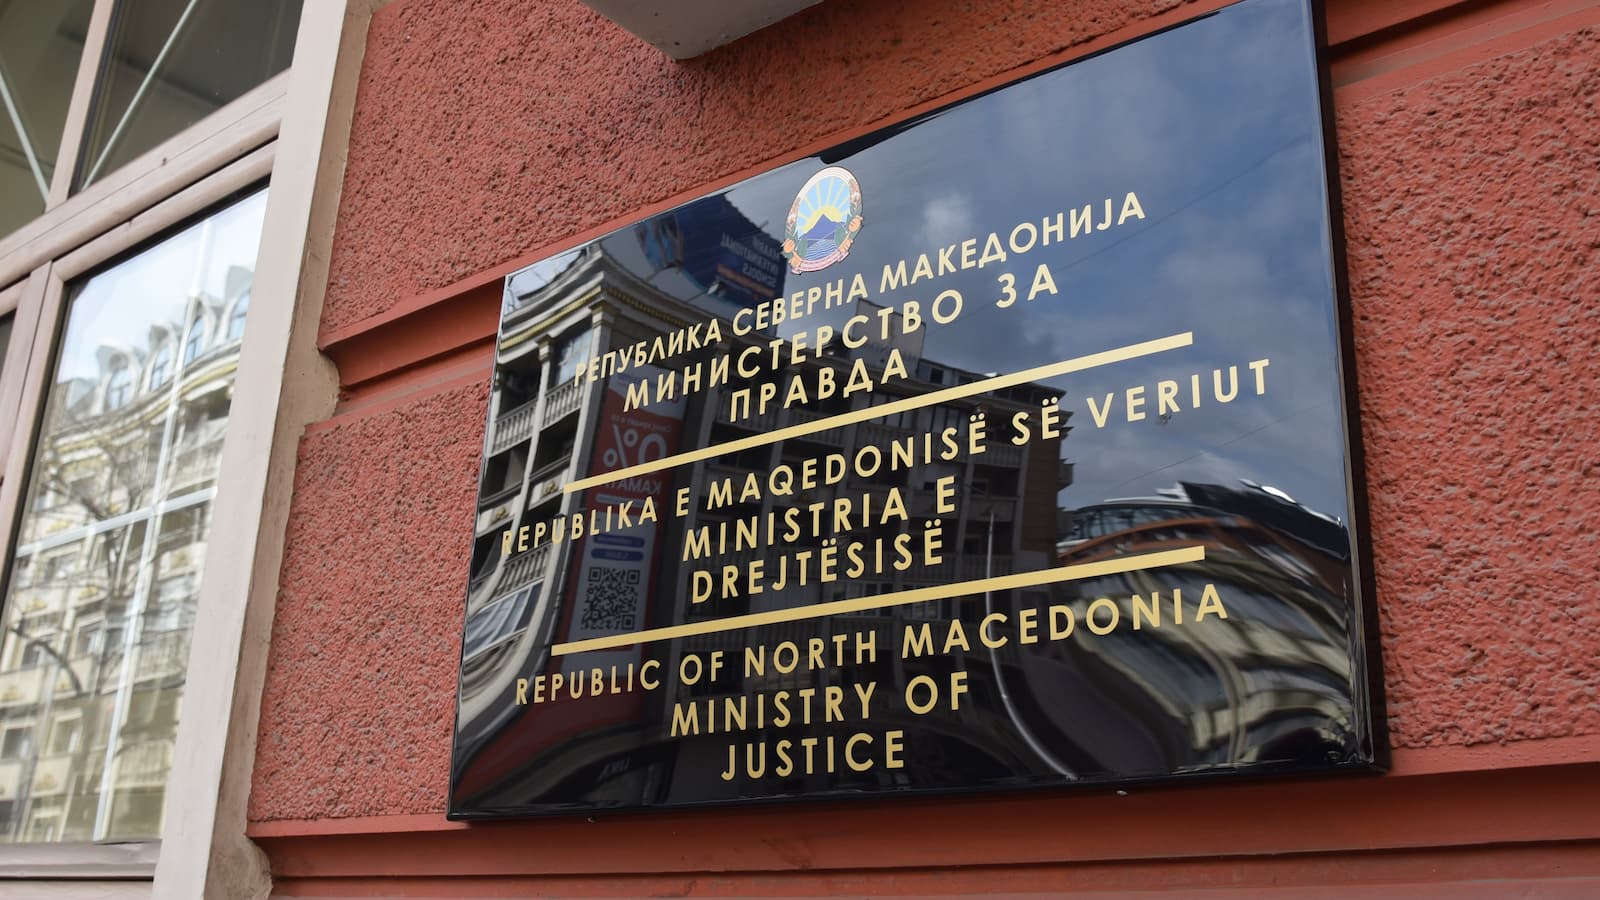 РЕПУБЛИКА СЕВЕРНА МАКЕДОНИЈА
МИНИСТЕРСТВО ЗА
ПРАВДА
REPUBLIKA E MAQEDONISË SË VERIUT
MINISTRIA E
DREJTËSISË
REPUBLIC OF NORTH MACEDONIA
MINISTRY OF
JUSTICE